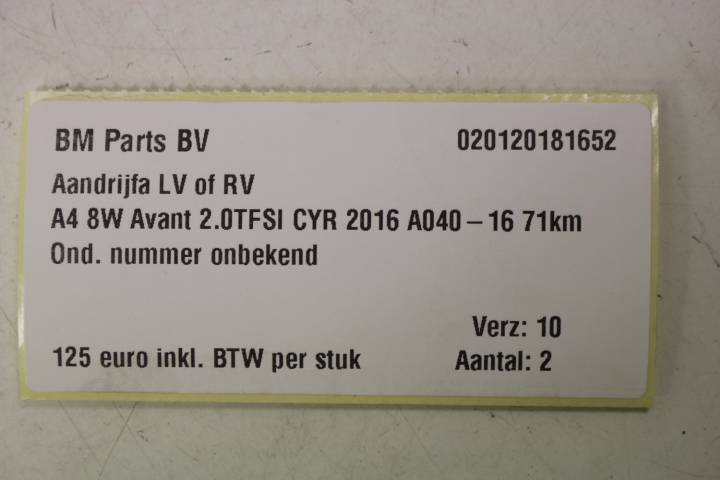 BM Parts BV 020120181652
Aandrijfa LV of RV
A4 8W Avant 2.0TFSI CYR 2016 A040 – 16 71km
Ond. nummer onbekend
Verz: 10
125 euro inkl. BTW per stuk Aantal: 2